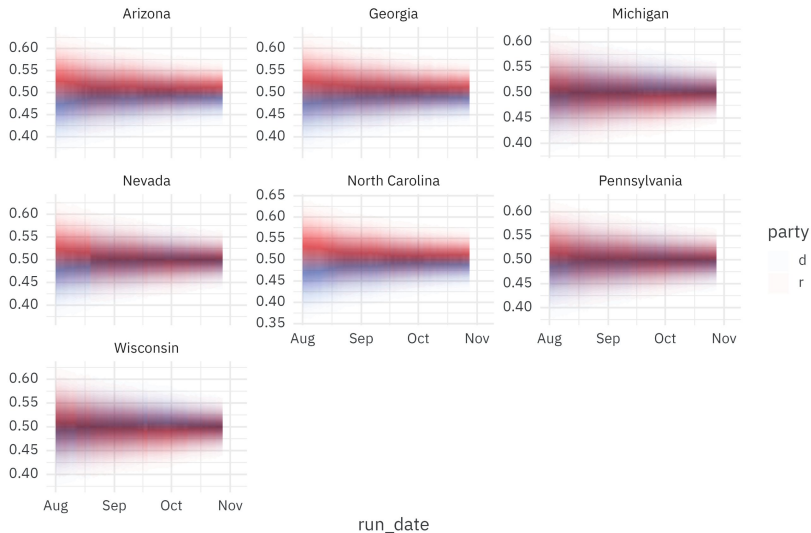 Arizona Georgia Michigan
0.60 0.60 0.60
0.55 0.55 0.55
0.50 0.50 0.50
0.45 0.45 0.45
0.40 0.40 0.40
Nevada North Carolina Pennsylvania
0.60 0.65 0.60
0.55 0.60 0.55
0.50 0.55 0.50
0.45 0.50 0.45
0.40 0.45 0.40
0.40
0.35
Aug Sep Oct Nov Aug Sep Oct Nov
Wisconsin
0.60
0.55
0.50
0.45
0.40
Aug Sep Oct Nov
run_date
party
d
r